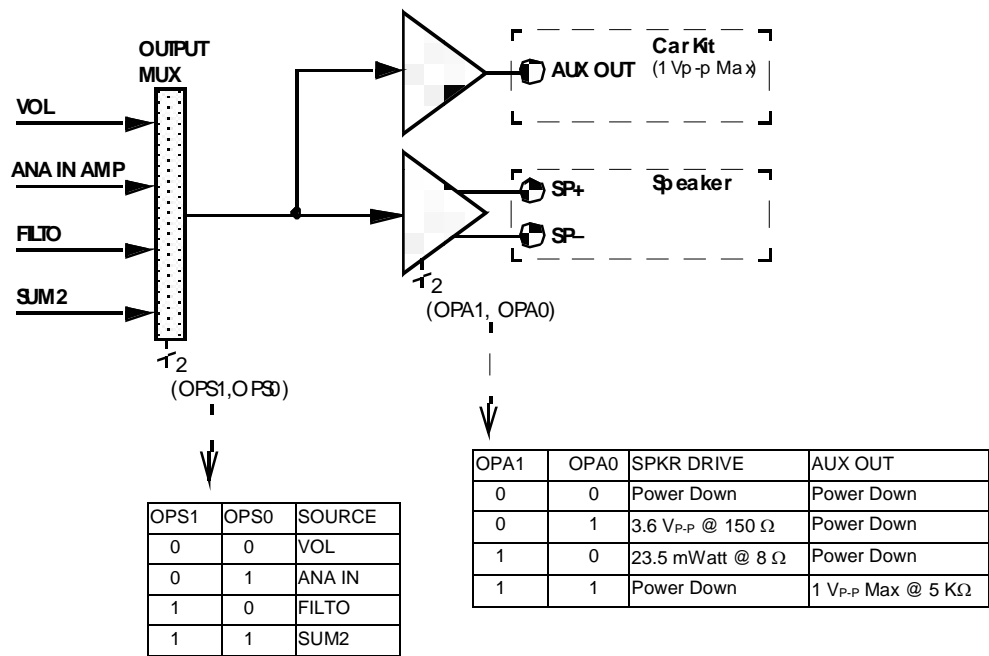 OUTPUT
MUX
VOL
ANA IN AMP
FILTO
SUM2
2
(OPS1,OPS0)
Car Kit
AUX OUT (1 Vp-p Max)
Speaker
SP+
SP–
2
(OPA1, OPA0)
OPA1 OPA0 SPKR DRIVE AUX OUT
0 0 Power Down Power Down
0 1 3.6 VP-P @ 150 Ω Power Down
1 0 23.5 mWatt @ 8 Ω Power Down
1 1 Power Down 1 VP-P Max @ 5 KΩ
OPS1 OPS0 SOURCE
0 0 VOL
0 1 ANA IN
1 0 FILTO
1 1 SUM2